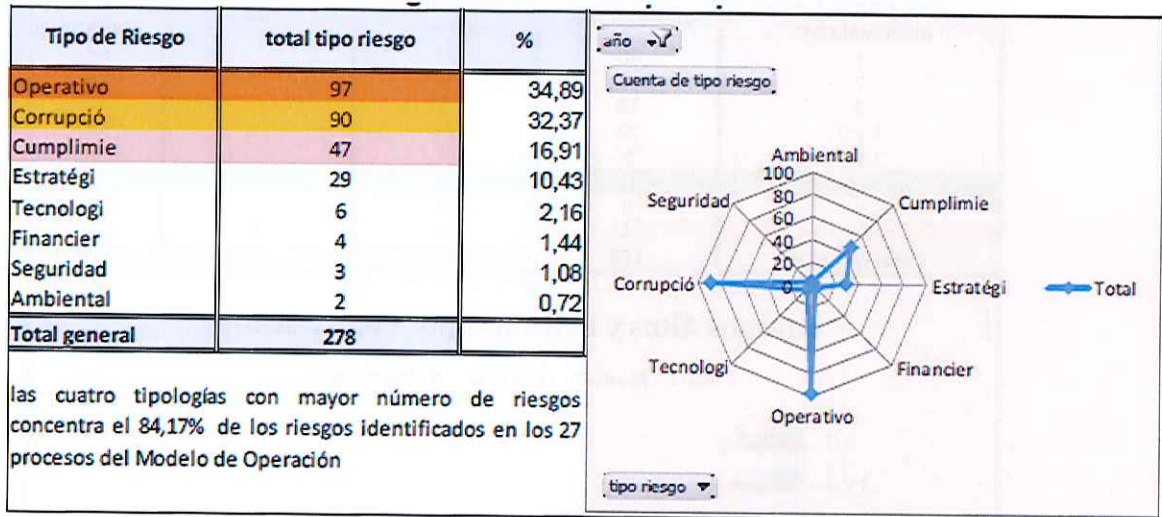 Tipo de Riesgo total tipo riesgo %
Operativo 97 34,89
Corrupció 90 32,37
Cumplimie 47 16,91
Estratégi 29 10,43
Tecnologi 6 2,16
Financier 4 1,44
Seguridad 3 1,08
Ambiental 2 0,72
Total general 278
las cuatro tipologías con mayor número de riesgos
concentra el 84,17% de los riesgos identificados en los 27
procesos del Modelo de Operación
año
Cuenta de tipo riesgo
Ambiental
100
80
60
40
20
0
Cumplimie
Estratégi
Financier
Operativo
Tecnologi
Corrupció
Seguridad
Total
tipo riesgo